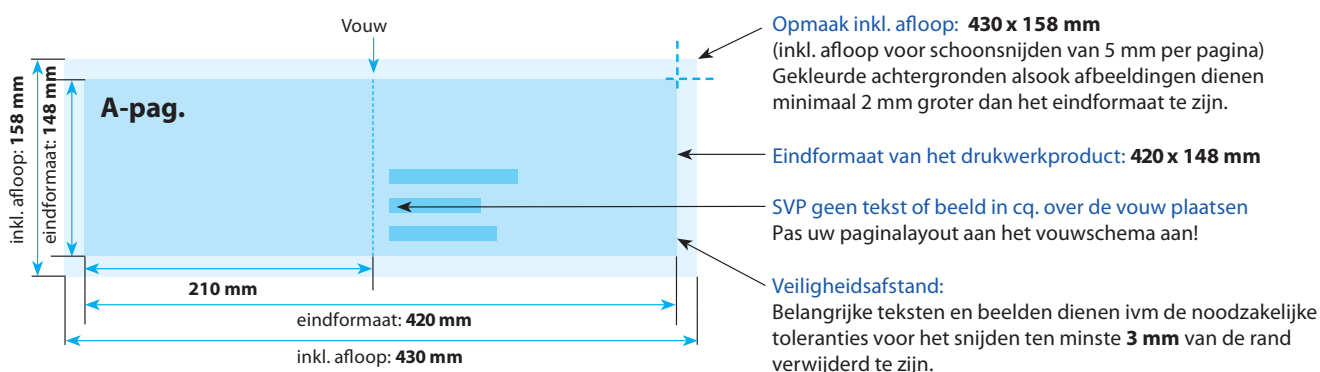 Vouw
Opmaak inkl. afloop: 430 x 158 mm
(inkl. afloop voor schoonsnijden van 5 mm per pagina)
Gekleurde achtergronden alsook afbeeldingen dienen
minimaal 2 mm groter dan het eindformaat te zijn.
A-pag.
inkl. afloop: 158 mm
eindformaat: 148 mm
Eindformaat van het drukwerkproduct: 420 x 148 mm
SVP geen tekst of beeld in cq. over de vouw plaatsen
Pas uw paginalayout aan het vouwschema aan!
210 mm
eindformaat: 420 mm
inkl. afloop: 430 mm
Veiligheidsafstand:
Belangrijke teksten en beelden dienen ivm de noodzakelijke
toleranties voor het snijden ten minste 3 mm van de rand
verwijderd te zijn.